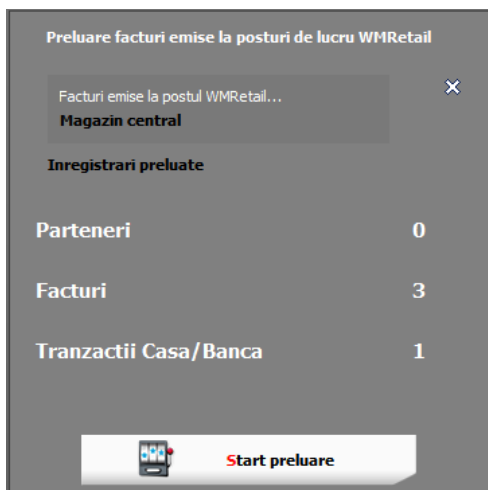 Preluare facturi emise la posturi de lucru WMRetail
Facturi emise la postul WMRetail...
Magazin central
Inregistrari preluate
Parteneri 0
Facturi 3
Tranzactii Casa/Banca 1
Start preluare